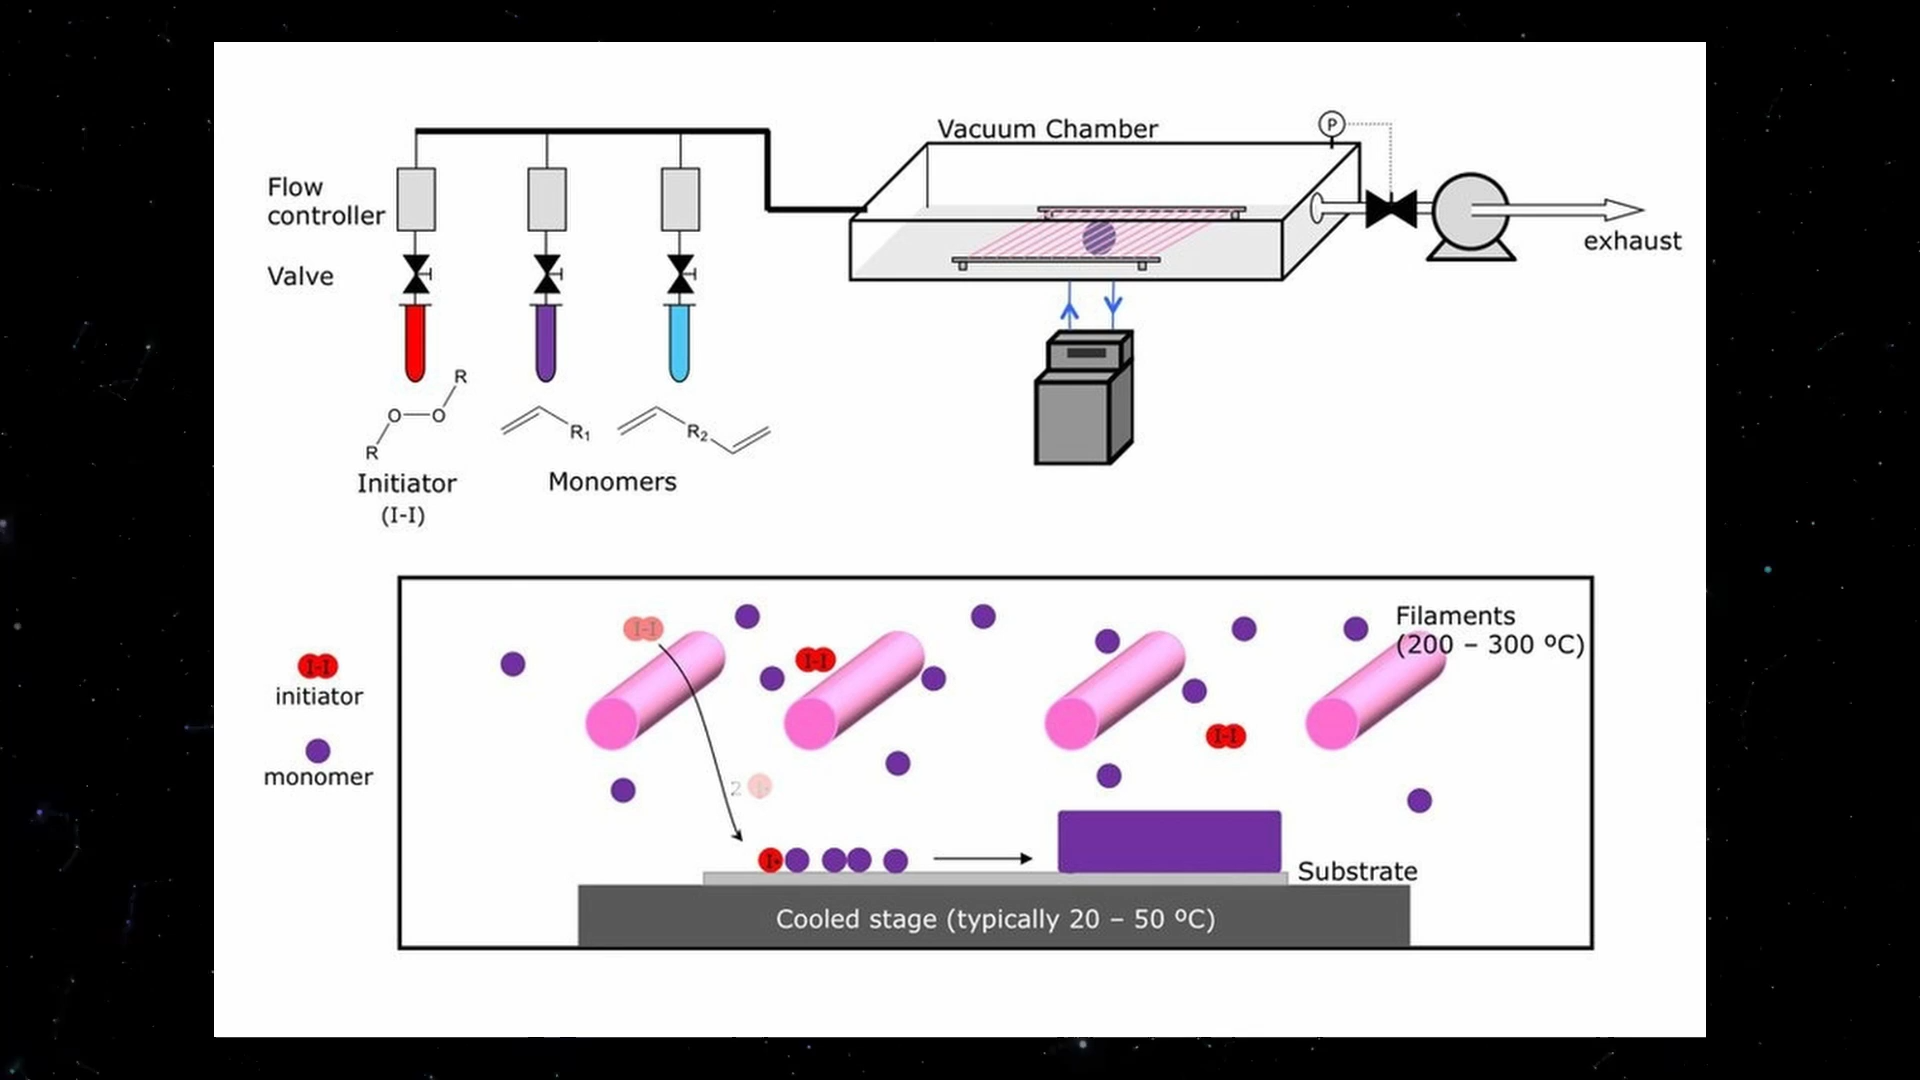 Vacuum Chamber
P
Flow
controller
Valve
exhaust
R
O
O
R
R1
R2
Initiator
(I-I)
Monomers
I-I
initiator
monomer
I-I
I-I
I-I
Filaments
(200 – 300 ºC)
2 I·
I•
Substrate
Cooled stage (typically 20 – 50 ºC)